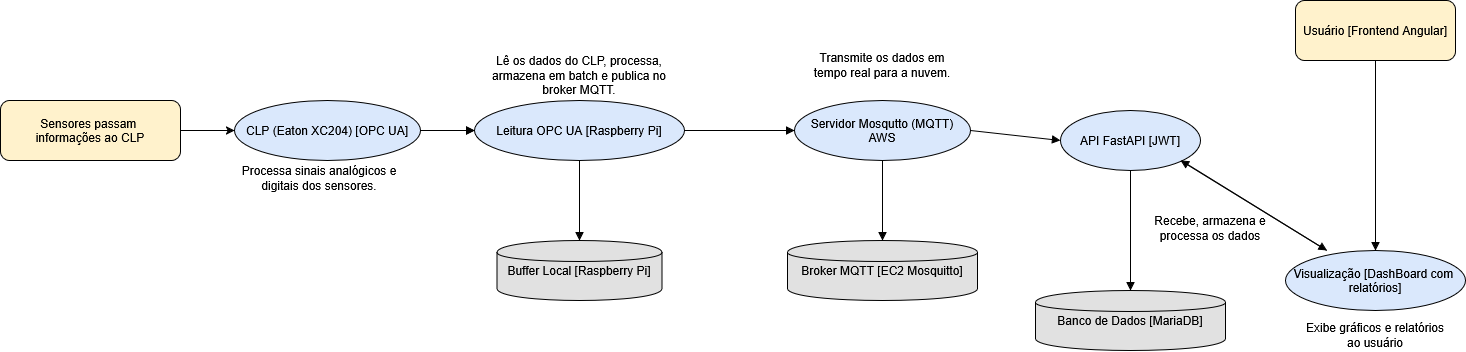 Sensores passam
informações ao CLP
CLP (Eaton XC204) [OPC UA]
Processa sinais analógicos e
digitais dos sensores.
Lê os dados do CLP, processa,
armazena em batch e publica no
broker MQTT.
Leitura OPC UA [Raspberry Pi]
Buffer Local [Raspberry Pi]
Transmite os dados em
tempo real para a nuvem.
Servidor Mosqutto (MQTT)
AWS
Broker MQTT [EC2 Mosquitto]
API FastAPI [JWT]
Recebe, armazena e
processa os dados
Banco de Dados [MariaDB]
Usuário [Frontend Angular]
Visualização [DashBoard com
relatórios]
Exibe gráficos e relatórios
ao usuário